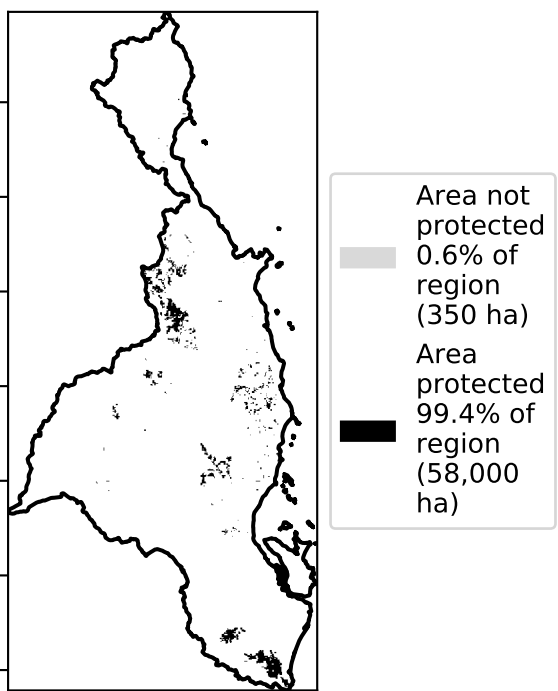 Area not
protected
0.6% of
region
(350 ha)
Area
protected
99.4% of
region
(58,000
ha)